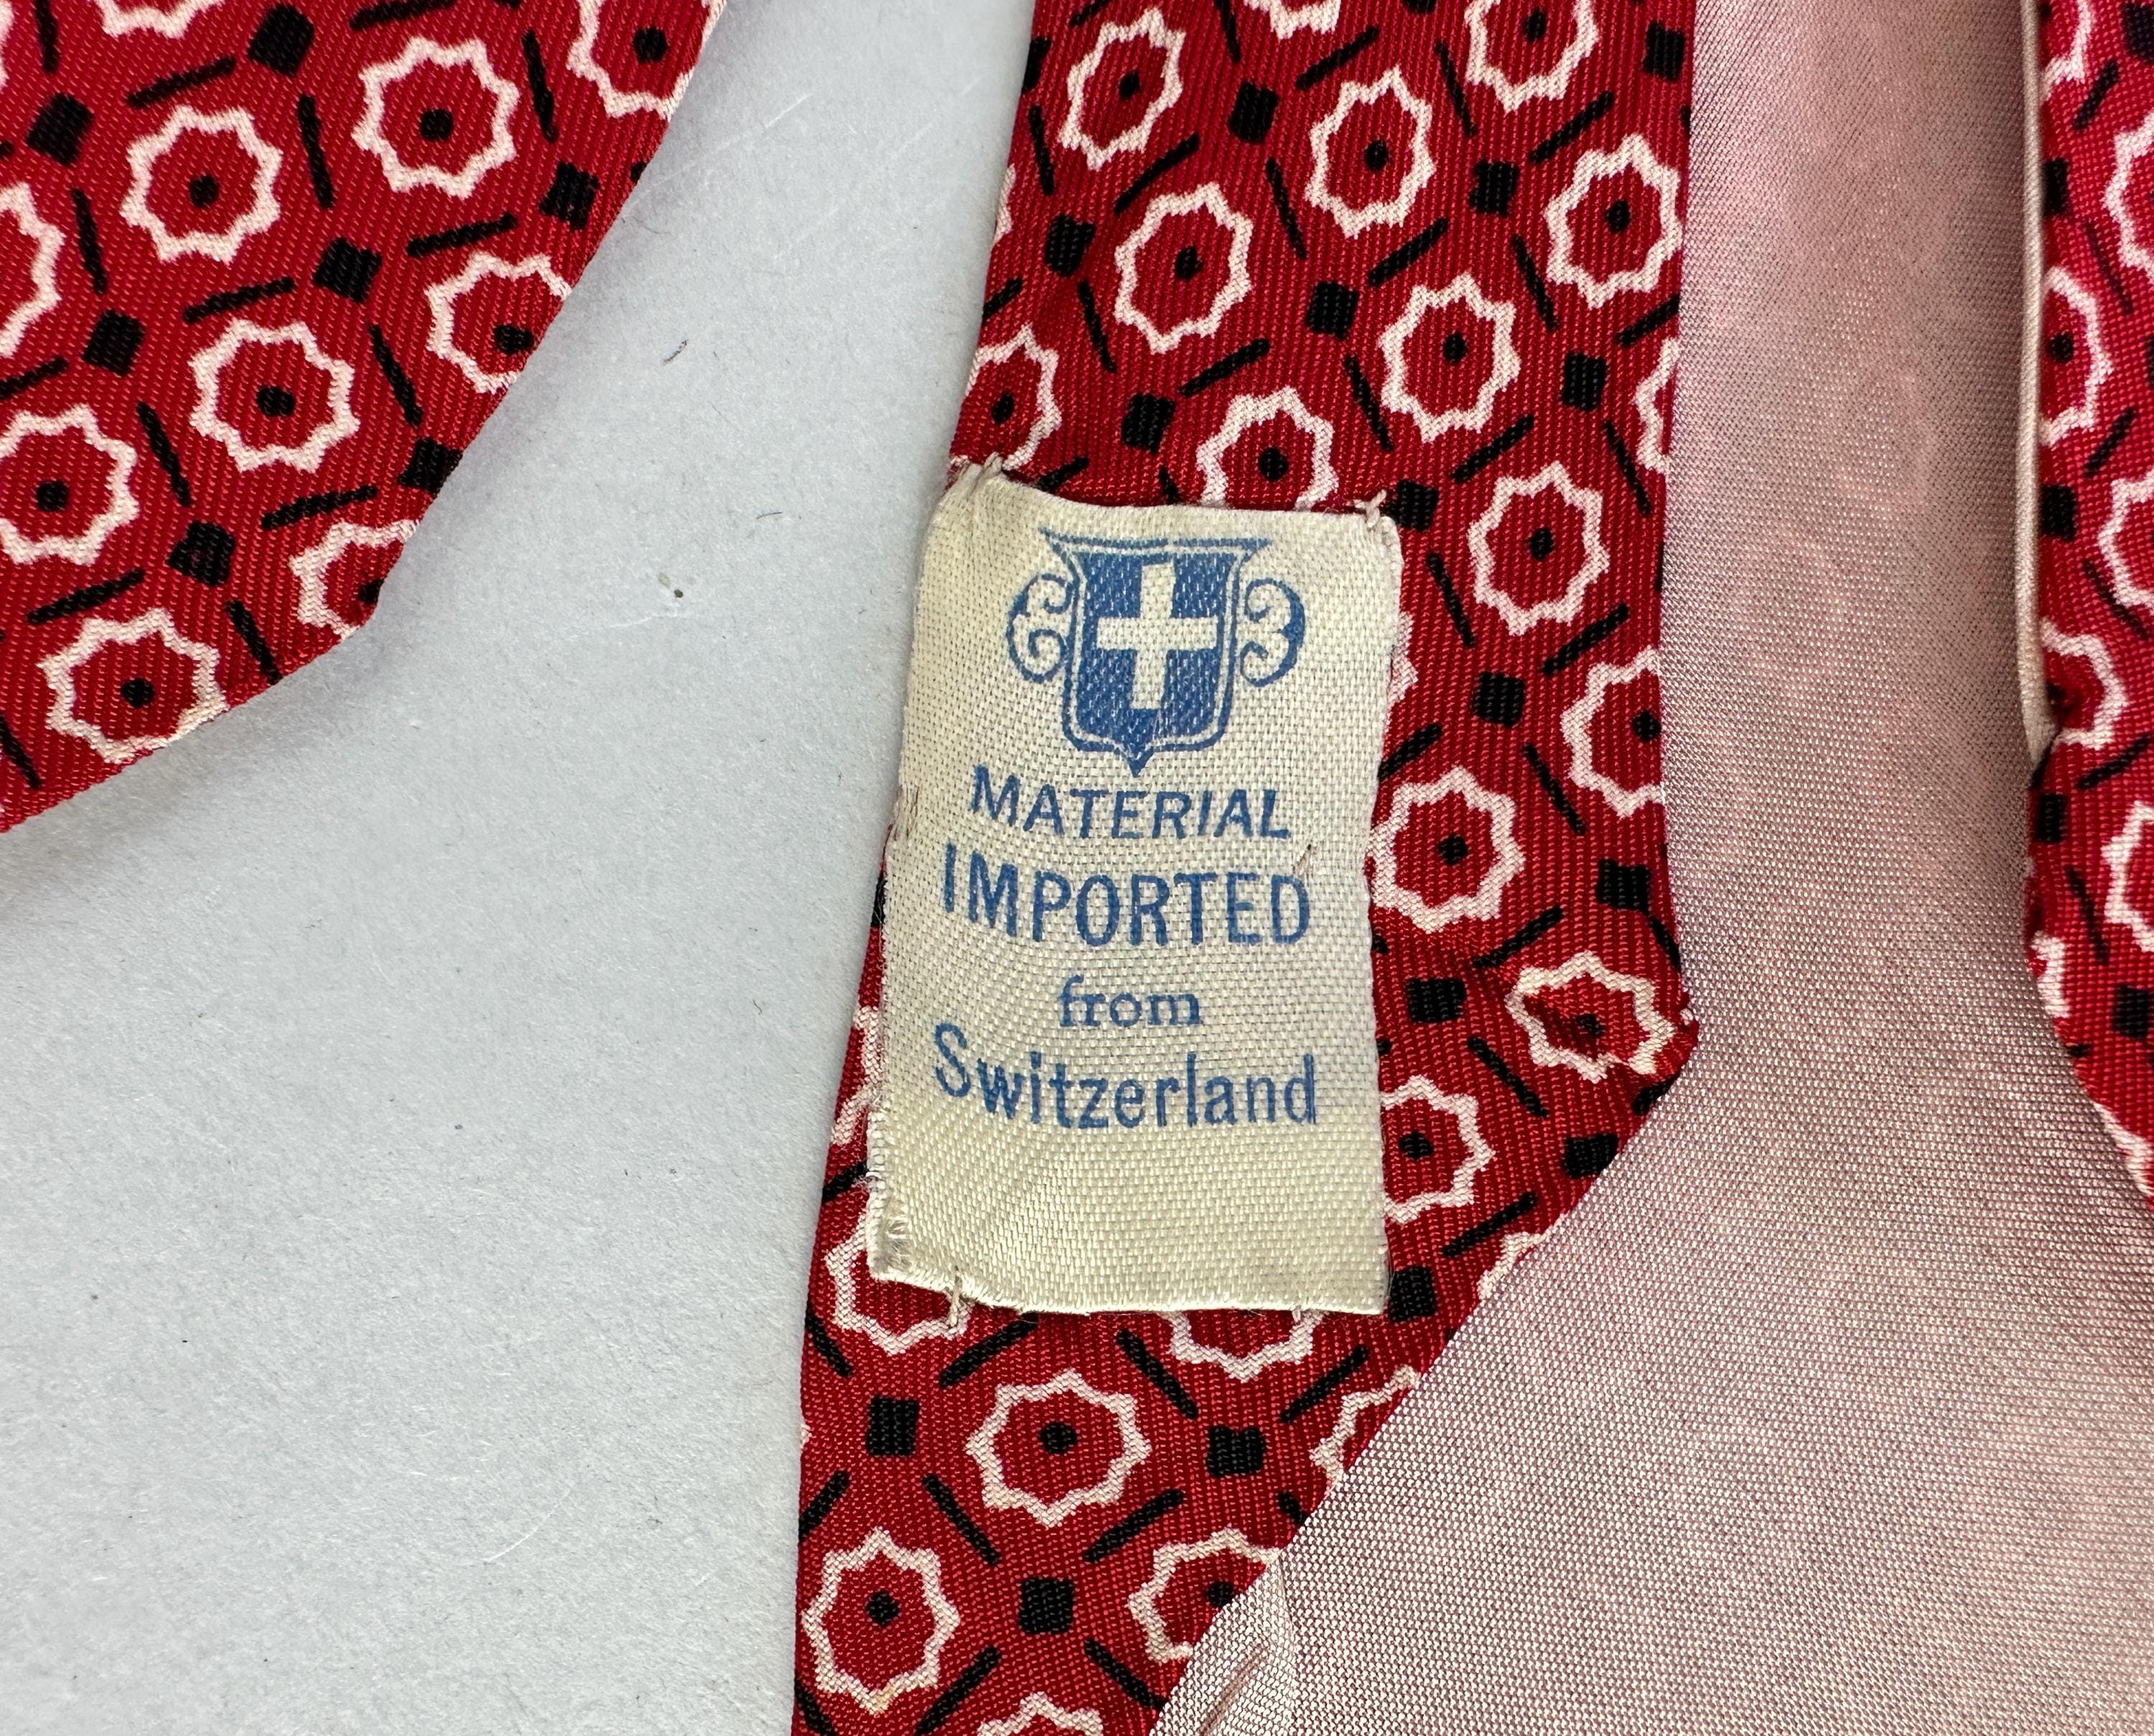 MATERIAL
IMPORTED
from
Switzerland